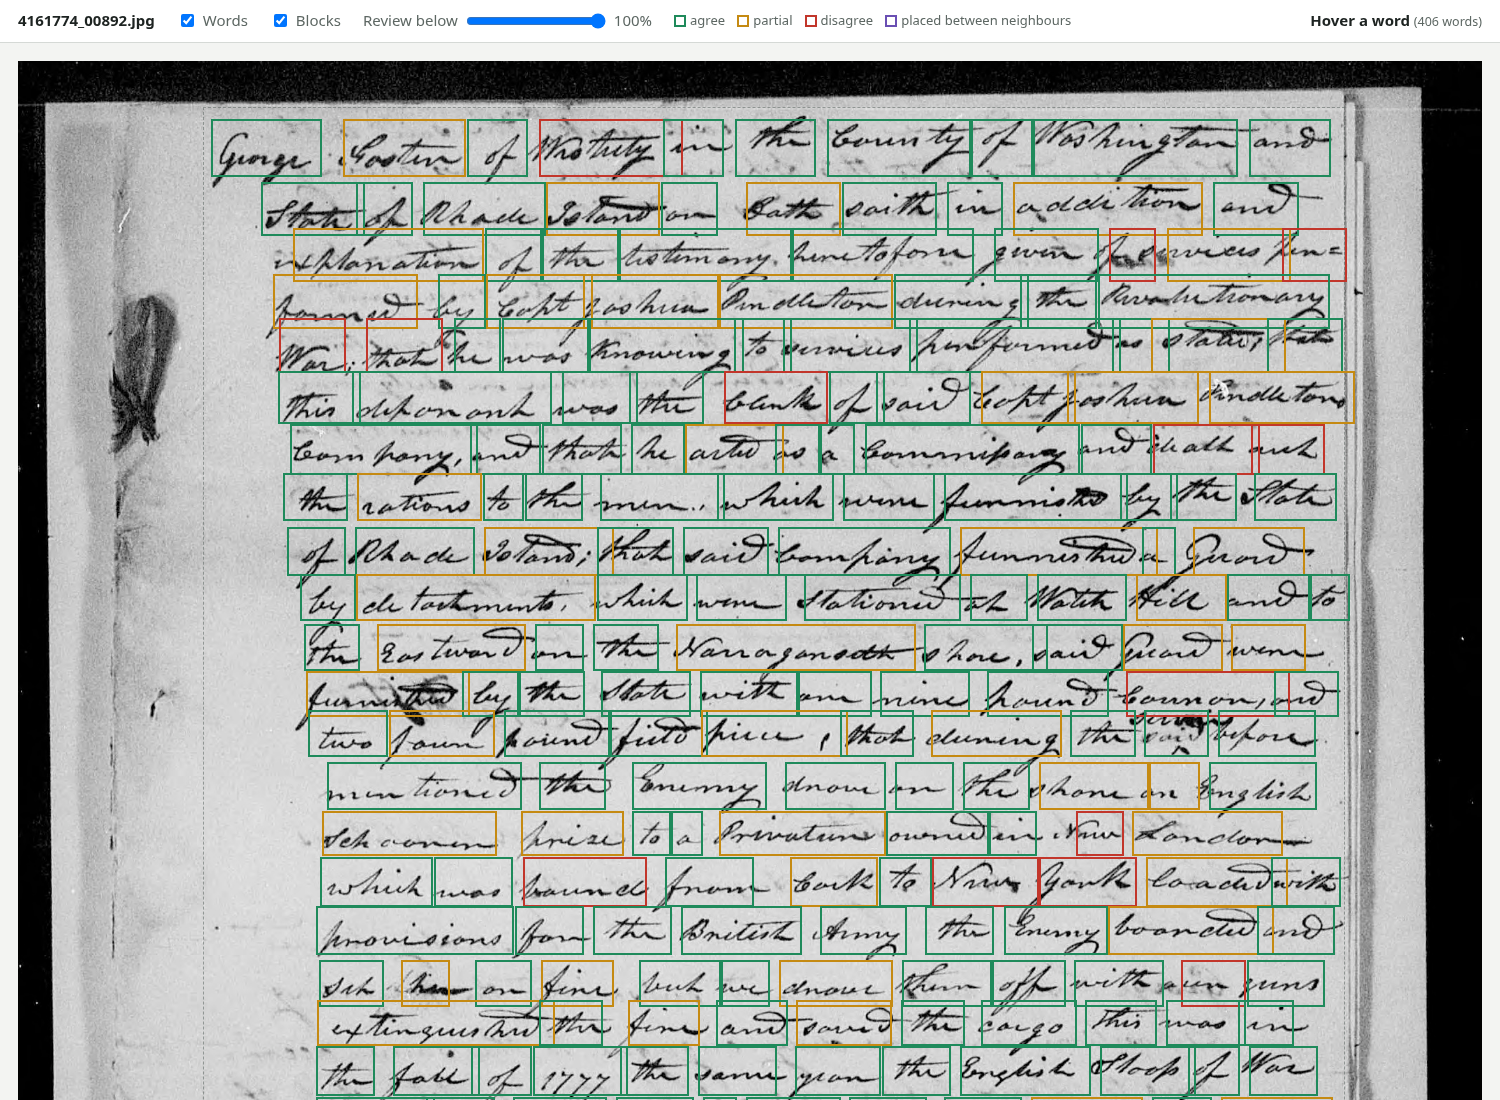 4161774_00892.jpg Words Blocks Review below 100% agree partial disagree placed between neighbours Hover a word (406 words)
George Gosten of Wistirly in the County of Washington and
State of Rhode Island on Oath saith in addition and
explanation of the testimony heretofore given of services per=
formed by Capt Joshua Pindleton during the Revolutionary
War, that he was knowing to services performed as stated, that
this deponant was the Clerk of said Capt Joshua Pindletons
Company, and that he acted as a Commissary and dealt out
the rations to the men, which were furnished by the State
of Rhode Island; that said Company furnished a Guard
by detachments, which were stationed at Watch Hill and to
the Eastward on the Narragansett shore, said Guard were
furnished by the State with one nine pound Cannon, and
two four pound field piece, that during the said before
mentioned the Enemy drove on the shore an English
Schooner prize to a Privateer owned in New London
which was bound from Cork to New York loaded with
provisions for the British Army the Enemy boarded and
set her on fire, but we drove them off with our guns
extinguished the fire and saved the cargo This was in
the fall of 1777 the same year the English Sloop of War